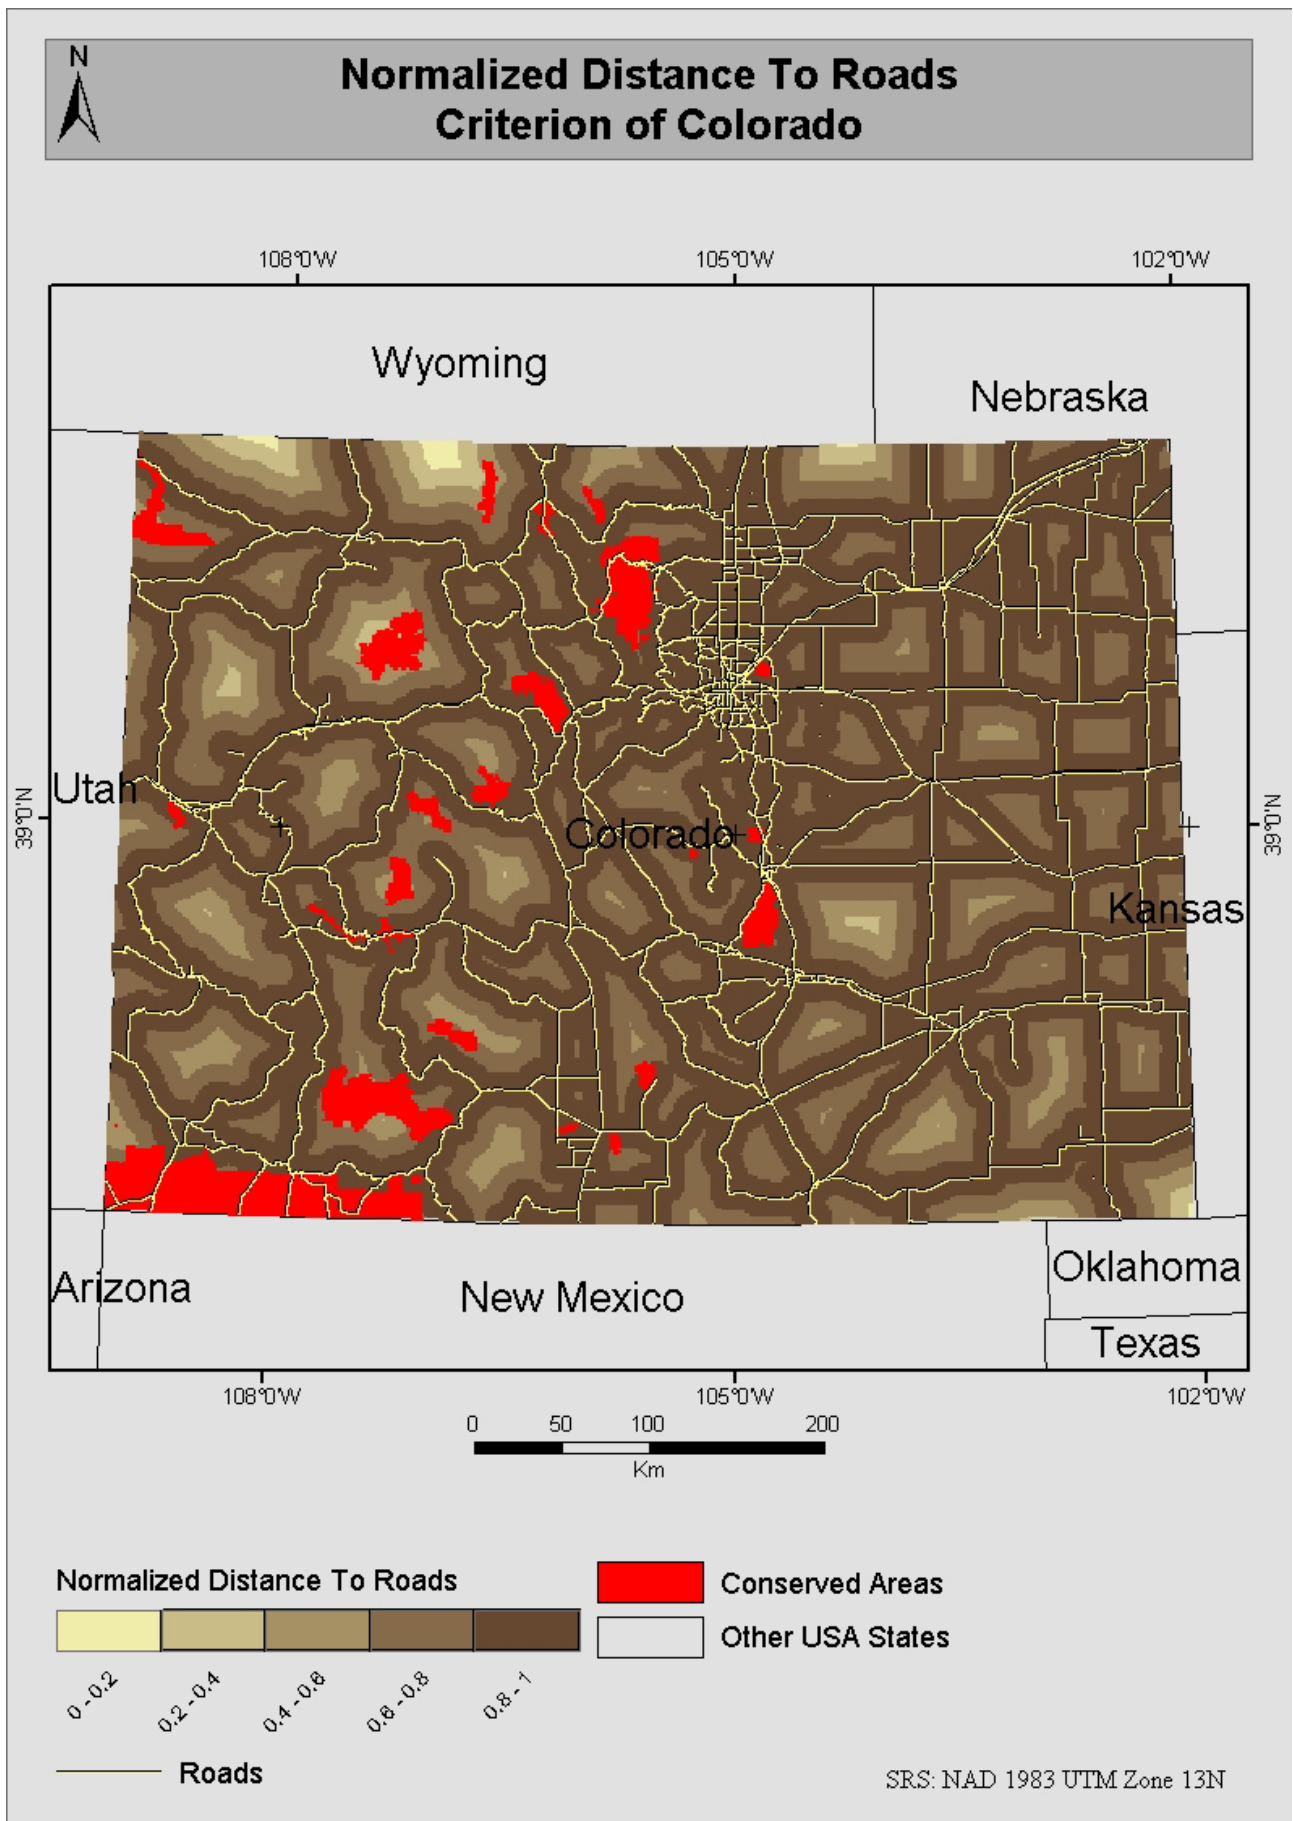 N
Normalized Distance To Roads
Criterion of Colorado
108°0'W 105°0'W 102°0'W
Wyoming
Nebraska
Utah
39°0'N
Colorado
39°0'N
Kansas
Arizona
New Mexico
Oklahoma
Texas
108°0'W 105°0'W 102°0'W
0 50 100 200
Km
Normalized Distance To Roads
0 - 0.2
0.2 - 0.4
0.4 - 0.6
0.6 - 0.8
0.8 - 1
Roads
Conserved Areas
Other USA States
SRS: NAD 1983 UTM Zone 13N